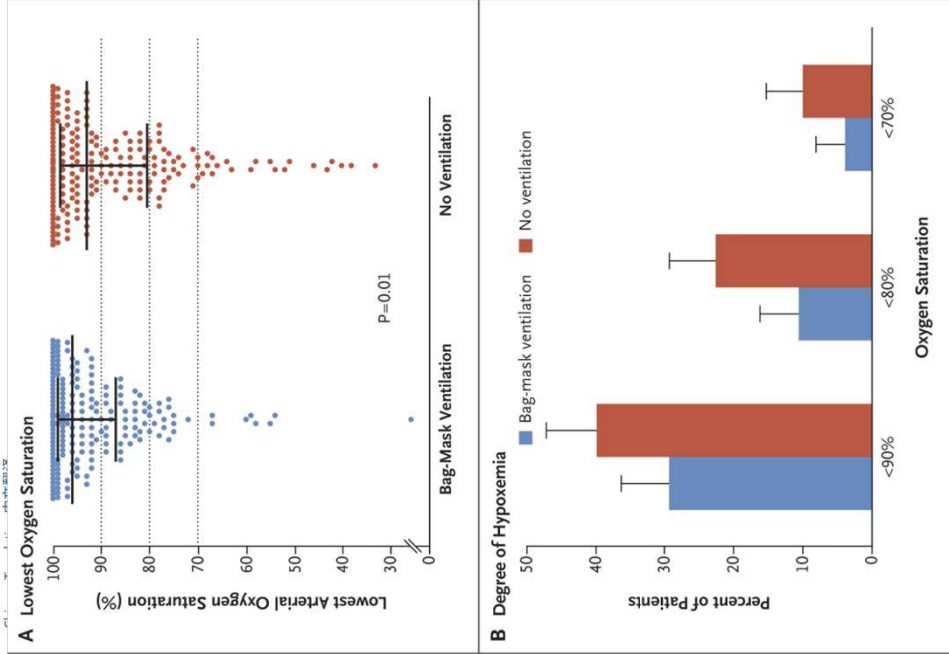 A Lowest Oxygen Saturation
Lowest Arterial Oxygen Saturation (%)
100
90
80
70
60
50
40
30
0
P=0.01
Bag-Mask Ventilation
No Ventilation
B Degree of Hypoxemia
Bag-mask ventilation
No ventilation
Percent of Patients
50
40
30
20
10
0
<90%
<80%
<70%
Oxygen Saturation